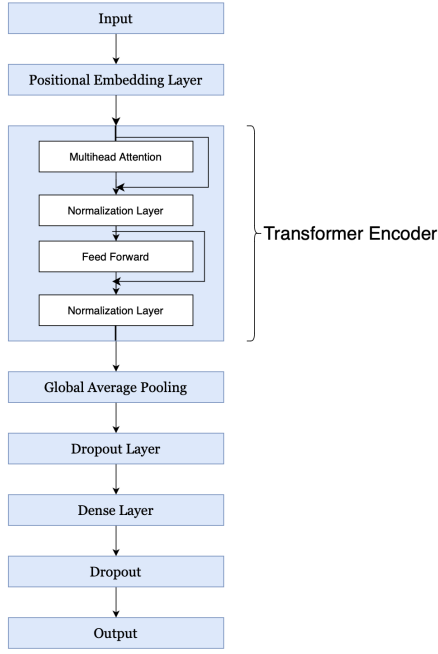 Input
Positional Embedding Layer
Multihead Attention
Normalization Layer
Feed Forward
Normalization Layer
Transformer Encoder
Global Average Pooling
Dropout Layer
Dense Layer
Dropout
Output